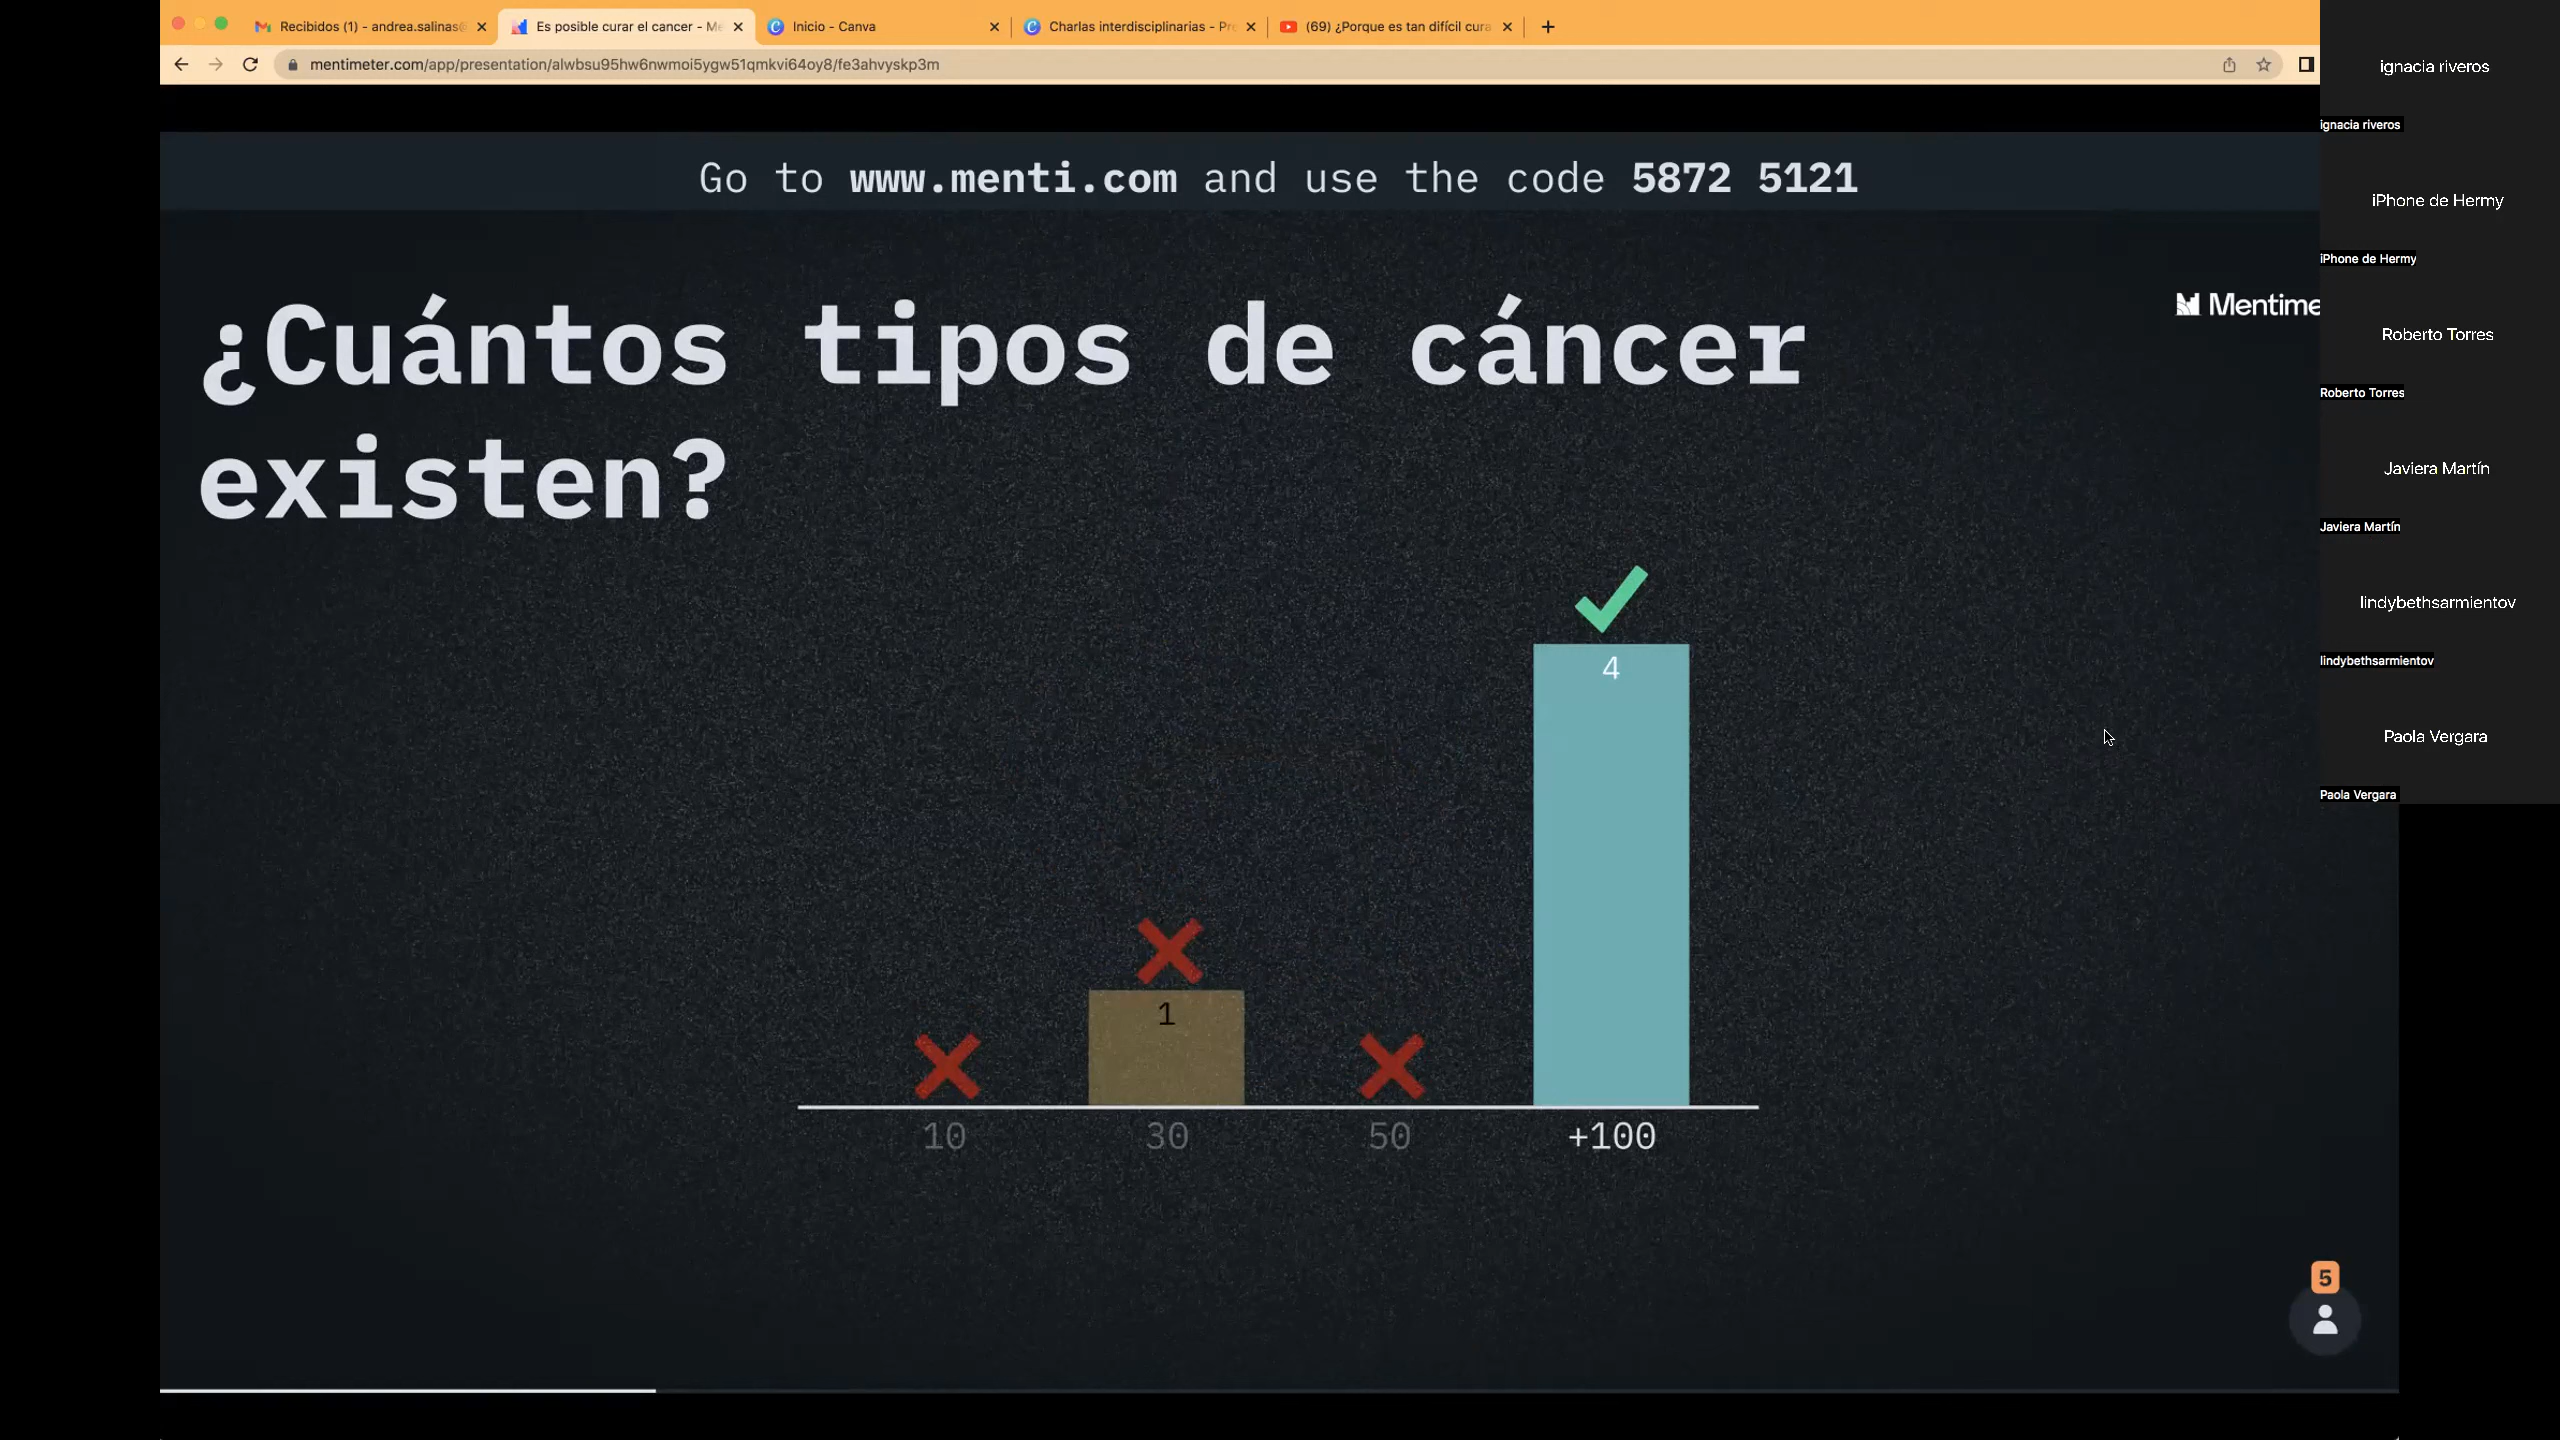 Recibidos (1) - andrea.salinas@
Es posible curar el cancer - Me
Inicio - Canva
Charlas interdisciplinarias - Pr
(69) ¿Porque es tan difícil cura
mentimeter.com/app/presentation/alwbsu95hw6nwmoi5ygw51qmkvi64oy8/fe3ahvyskp3m
Go to www.menti.com and use the code 5872 5121
¿Cuántos tipos de cáncer
existen?
Mentime
4
1
10
30
50
+100
5
ignacia riveros
ignacia riveros
iPhone de Hermy
iPhone de Hermy
Roberto Torres
Roberto Torres
Javiera Martín
Javiera Martín
lindybethsarmientov
lindybethsarmientov
Paola Vergara
Paola Vergara